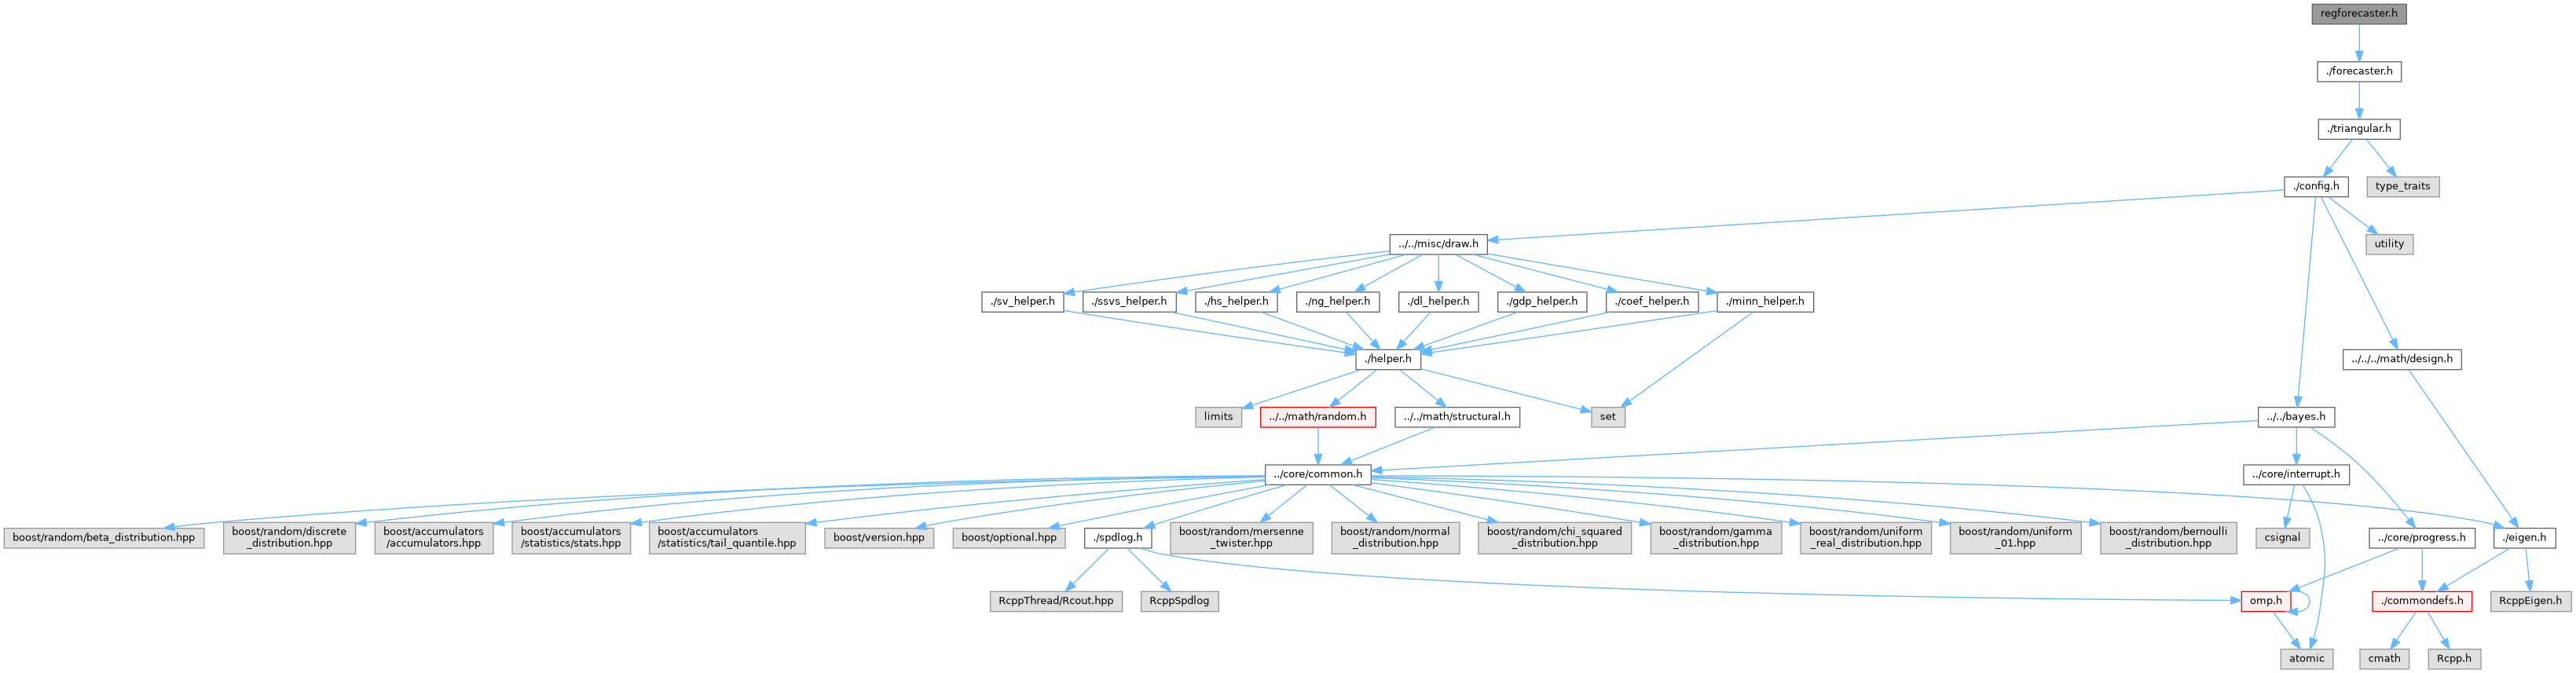 regforecaster.h
./forecaster.h
./triangular.h
./config.h
type_traits
../../misc/draw.h
utility
./sv_helper.h
./ssvs_helper.h
./hs_helper.h
./ng_helper.h
./dl_helper.h
./gdp_helper.h
./coef_helper.h
./minn_helper.h
./helper.h
../../../math/design.h
limits
../../math/random.h
../../math/structural.h
set
../../bayes.h
../core/common.h
../core/interrupt.h
boost/random/beta_distribution.hpp
boost/random/discrete
_distribution.hpp
boost/accumulators
/accumulators.hpp
boost/accumulators
/statistics/stats.hpp
boost/accumulators
/statistics/tail_quantile.hpp
boost/version.hpp
boost/optional.hpp
./spdlog.h
boost/random/mersenne
_twister.hpp
boost/random/normal
_distribution.hpp
boost/random/chi_squared
_distribution.hpp
boost/random/gamma
_distribution.hpp
boost/random/uniform
_real_distribution.hpp
boost/random/uniform
_01.hpp
boost/random/bernoulli
_distribution.hpp
csignal
../core/progress.h
./eigen.h
RcppThread/Rcout.hpp
RcppSpdlog
omp.h
./commondefs.h
RcppEigen.h
atomic
cmath
Rcpp.h